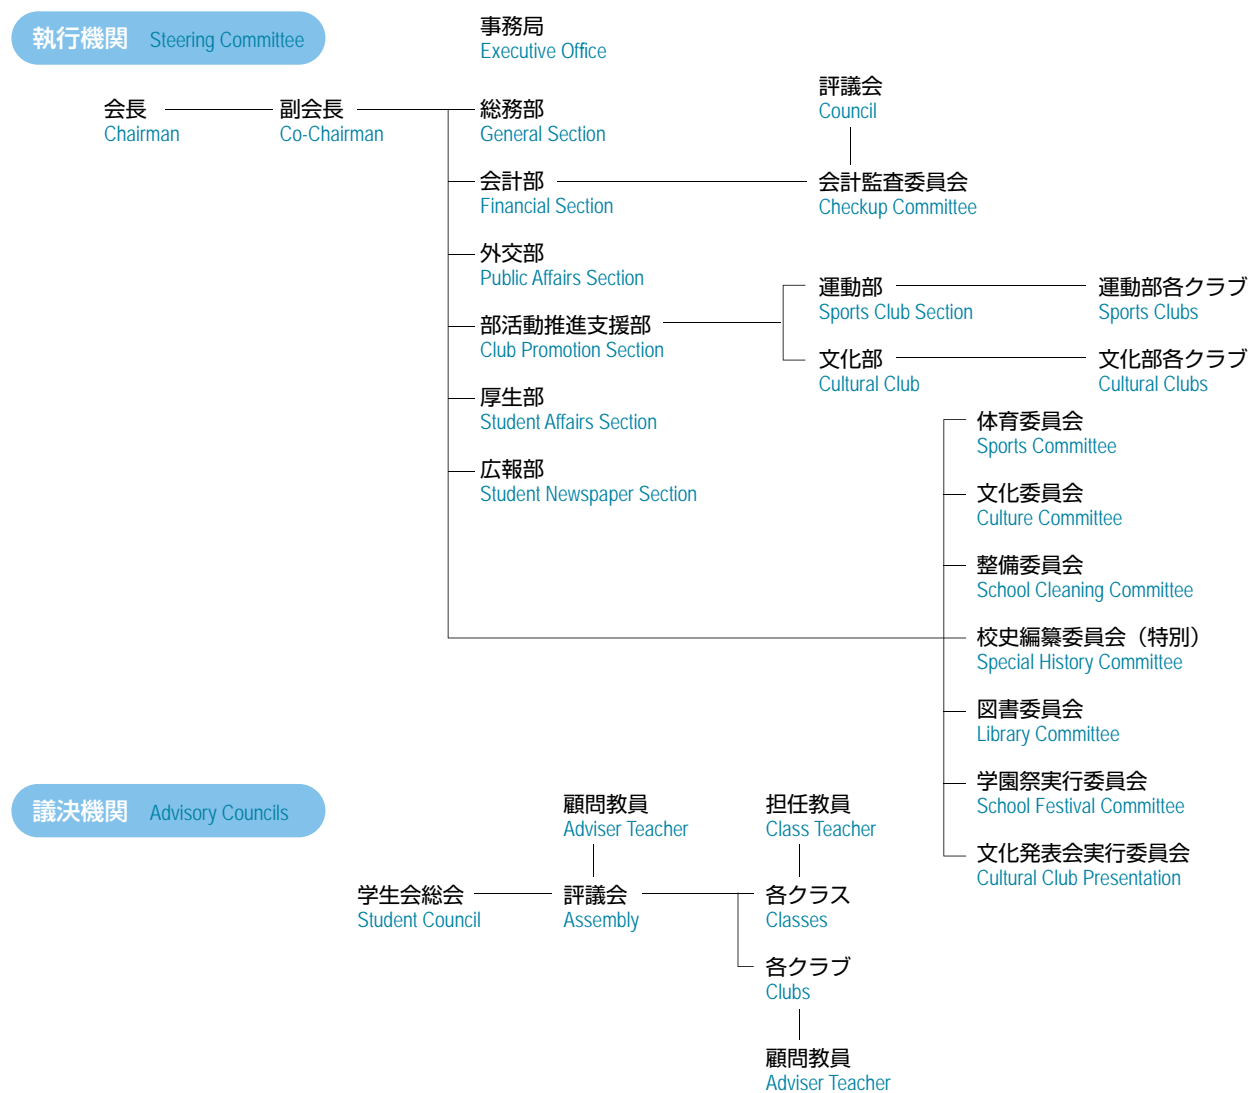 執行機関 Steering Committee
事務局
Executive Office
会長
Chairman
副会長
Co-Chairman
総務部
General Section
評議会
Council
会計部
Financial Section
会計監査委員会
Checkup Committee
外交部
Public Affairs Section
部活動推進支援部
Club Promotion Section
運動部
Sports Club Section
運動部各クラブ
Sports Clubs
文化部
Cultural Club
文化部各クラブ
Cultural Clubs
厚生部
Student Affairs Section
広報部
Student Newspaper Section
体育委員会
Sports Committee
文化委員会
Culture Committee
整備委員会
School Cleaning Committee
校史編纂委員会（特別）
Special History Committee
図書委員会
Library Committee
学園祭実行委員会
School Festival Committee
文化発表会実行委員会
Cultural Club Presentation
議決機関 Advisory Councils
顧問教員
Adviser Teacher
担任教員
Class Teacher
学生会総会
Student Council
評議会
Assembly
各クラス
Classes
各クラブ
Clubs
顧問教員
Adviser Teacher